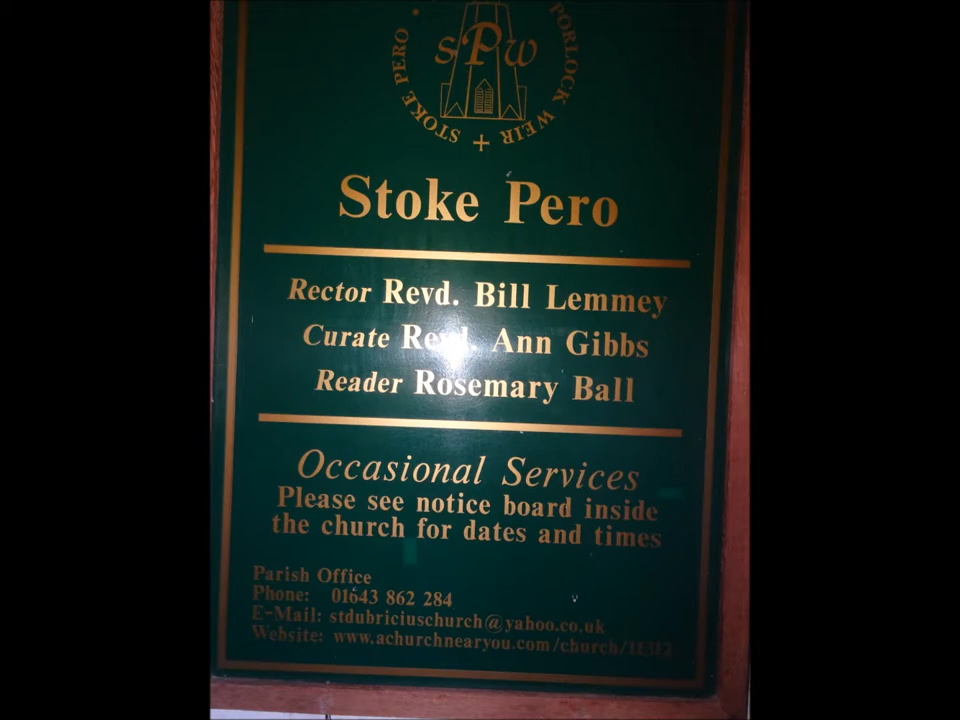 STOKE PERO • + PORLOCK WEIR
SPW
Stoke Pero
Rector Revd. Bill Lemmey
Curate Revd. Ann Gibbs
Reader Rosemary Ball
Occasional Services
Please see notice board inside
the church for dates and times
Parish Office
Phone: 01643 862 284
E-Mail: stdubriciuschurch@yahoo.co.uk
Website: www.achurchnearyou.com/church/11312